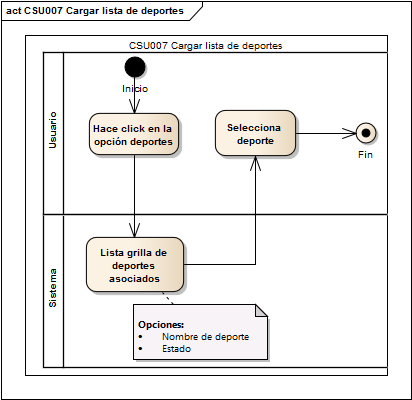 act CSU007 Cargar lista de deportes
CSU007 Cargar lista de deportes
Usuario
Inicio
Hace click en la
opción deportes
Selecciona
deporte
Fin
Sistema
Lista grilla de
deportes
asociados
Opciones:
• Nombre de deporte
• Estado